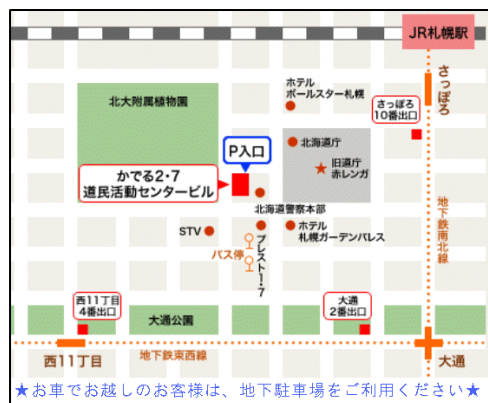 JR札幌駅
さっぽろ
ホテル
ポールスター札幌
北大附属植物園
さっぽろ
10番出口
P入口
北海道庁
旧道庁
赤レンガ
かでる2・7
道民活動センタービル
北海道警察本部
地下鉄南北線
STV
ホテル
札幌ガーデンパレス
バス停
プレスト1・7
西11丁目
4番出口
大通公園
大通
2番出口
西11丁目
地下鉄東西線
大通
★お車でお越しのお客様は、地下駐車場をご利用ください★